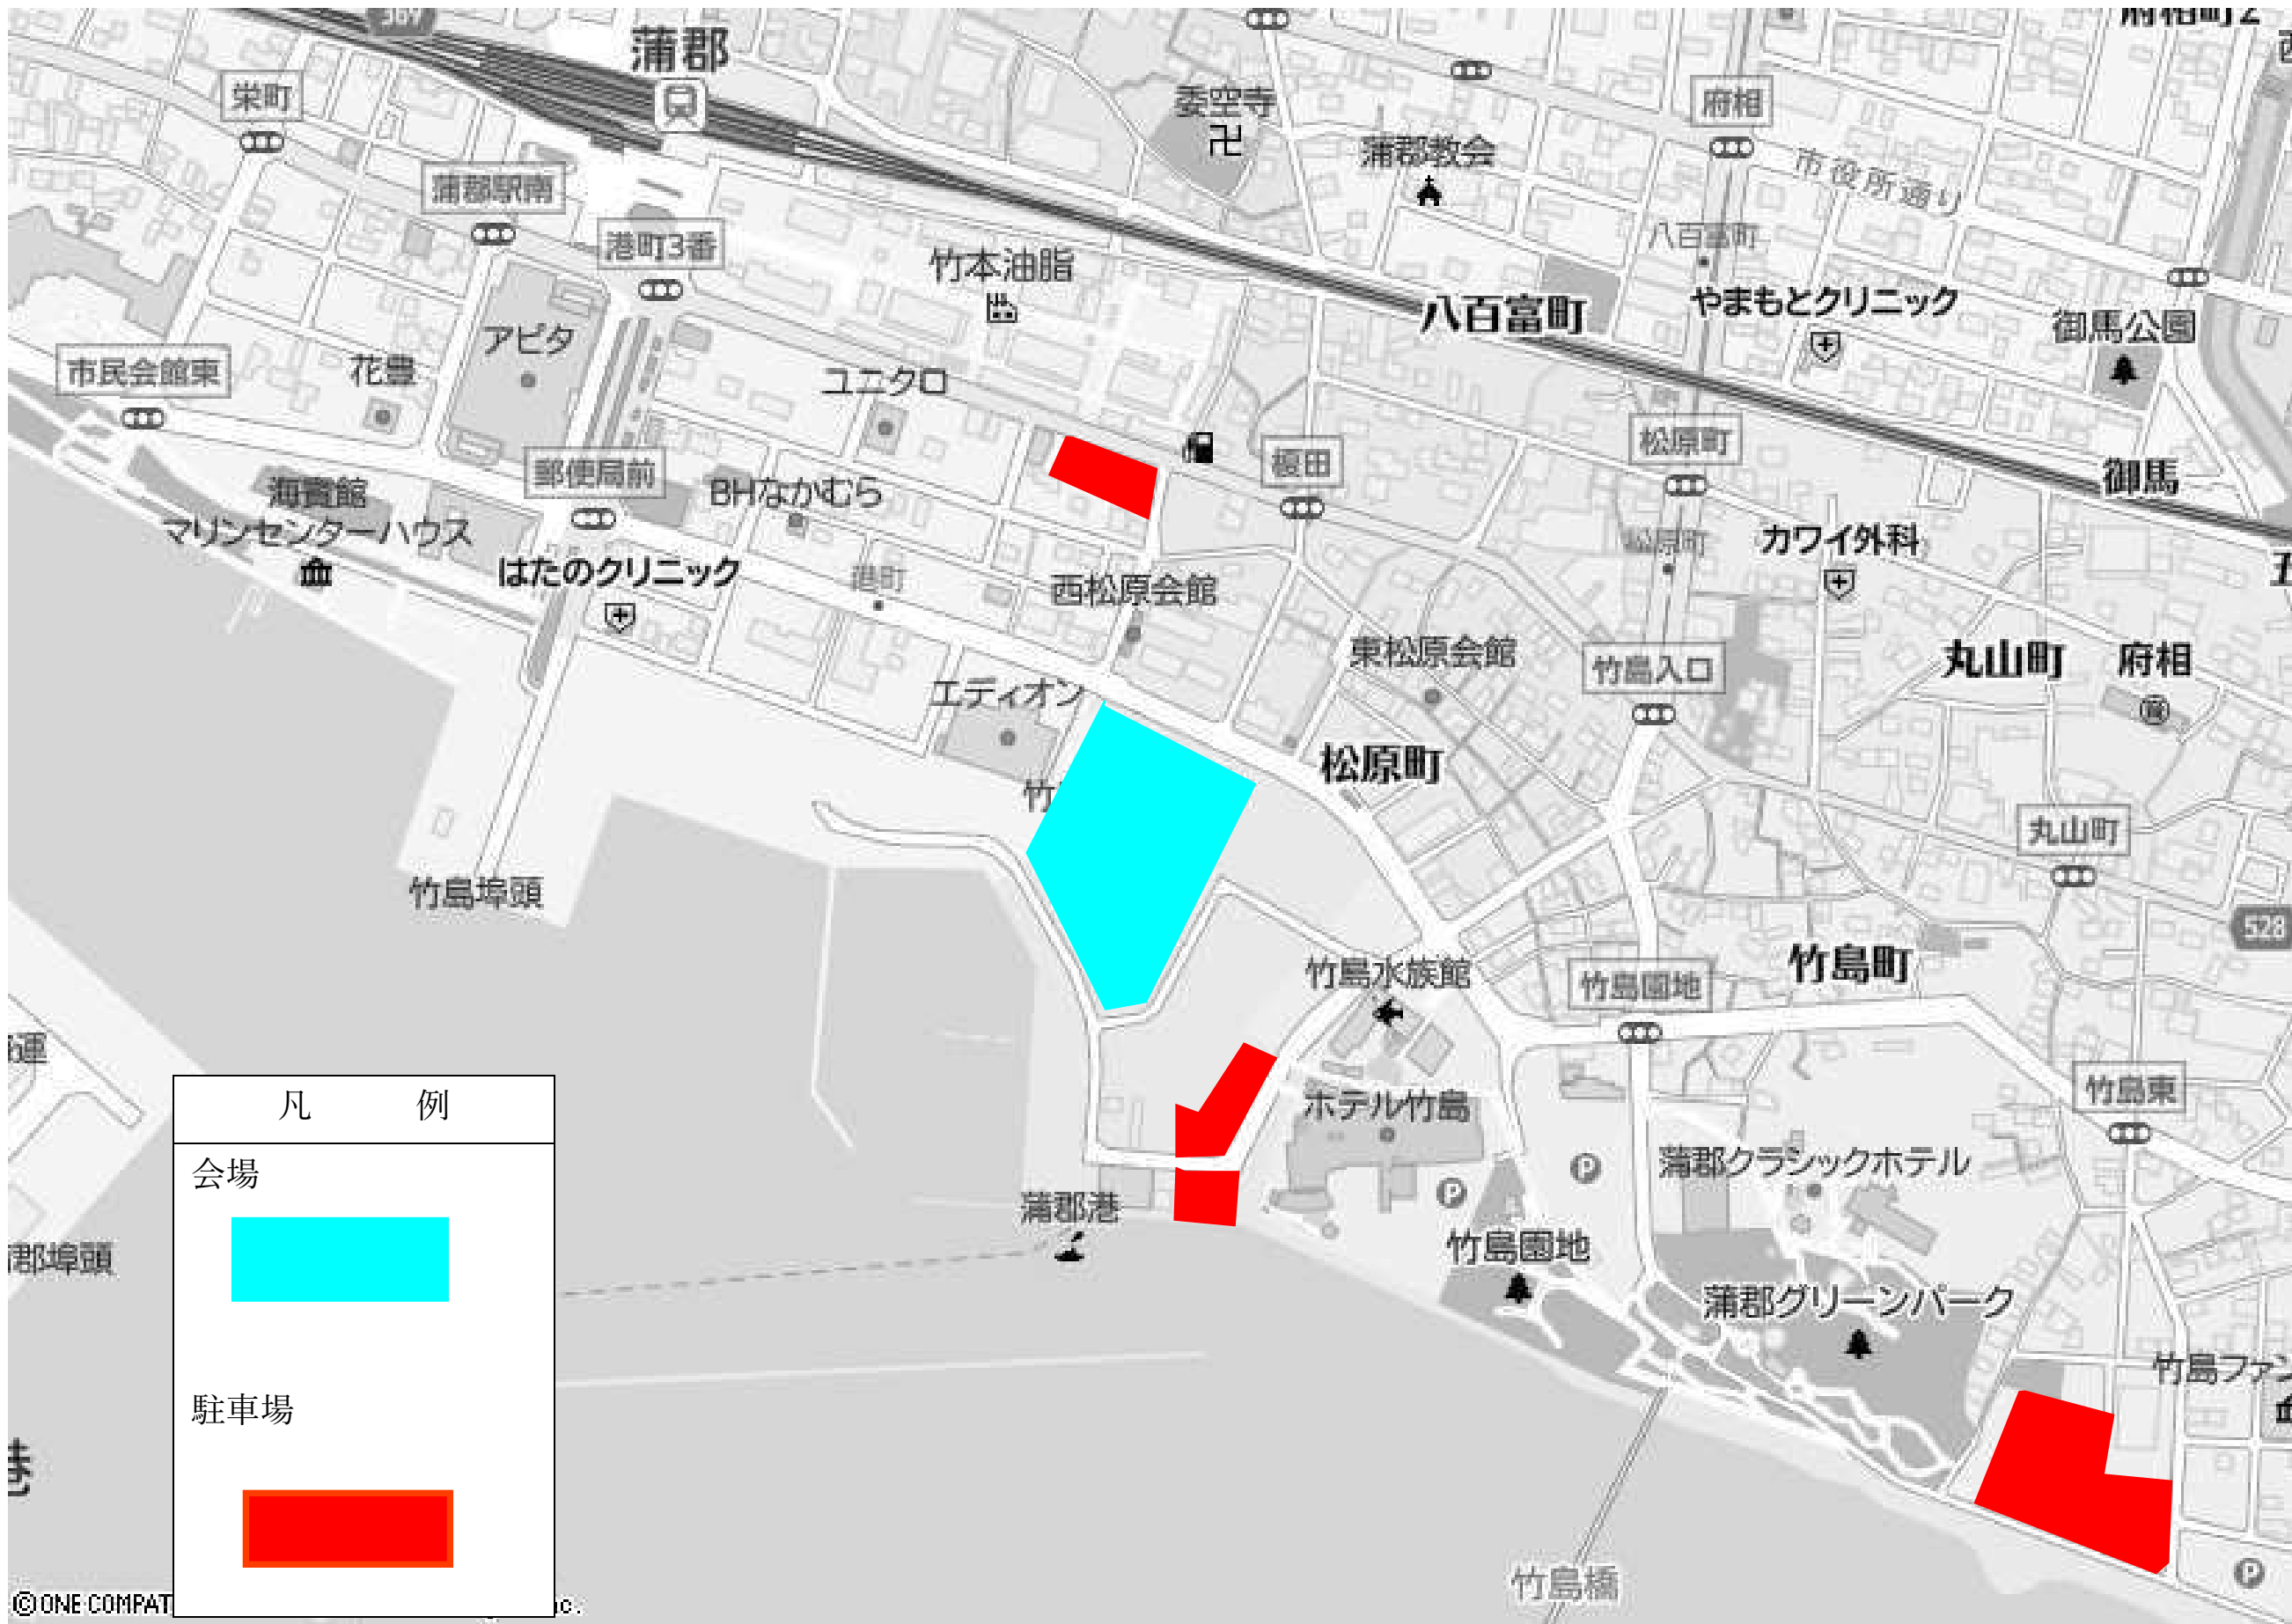 蒲郡
栄町
委空寺
府相
蒲郡教会
市役所通り
蒲郡駅南
港町3番
八百富町
竹本油脂
八百富町
やまもとクリニック
御馬公園
アピタ
市民会館東
花豊
ユニクロ
松原町
榎田
郵便局前
BHなかむら
御馬
海賓館
マリンセンターハウス
カワイ外科
松原町
はたのクリニック
港町
西松原会館
東松原会館
竹島入口
丸山町
府相
エディオン
松原町
竹
丸山町
竹島埠頭
528
竹島水族館
竹島園地
竹島町
竹島東
ホテル竹島
蒲郡クラシックホテル
蒲郡港
竹島園地
郡埠頭
蒲郡グリーンパーク
竹島ファン
港
竹島橋
凡 例
会場
駐車場
©ONE COMPAT